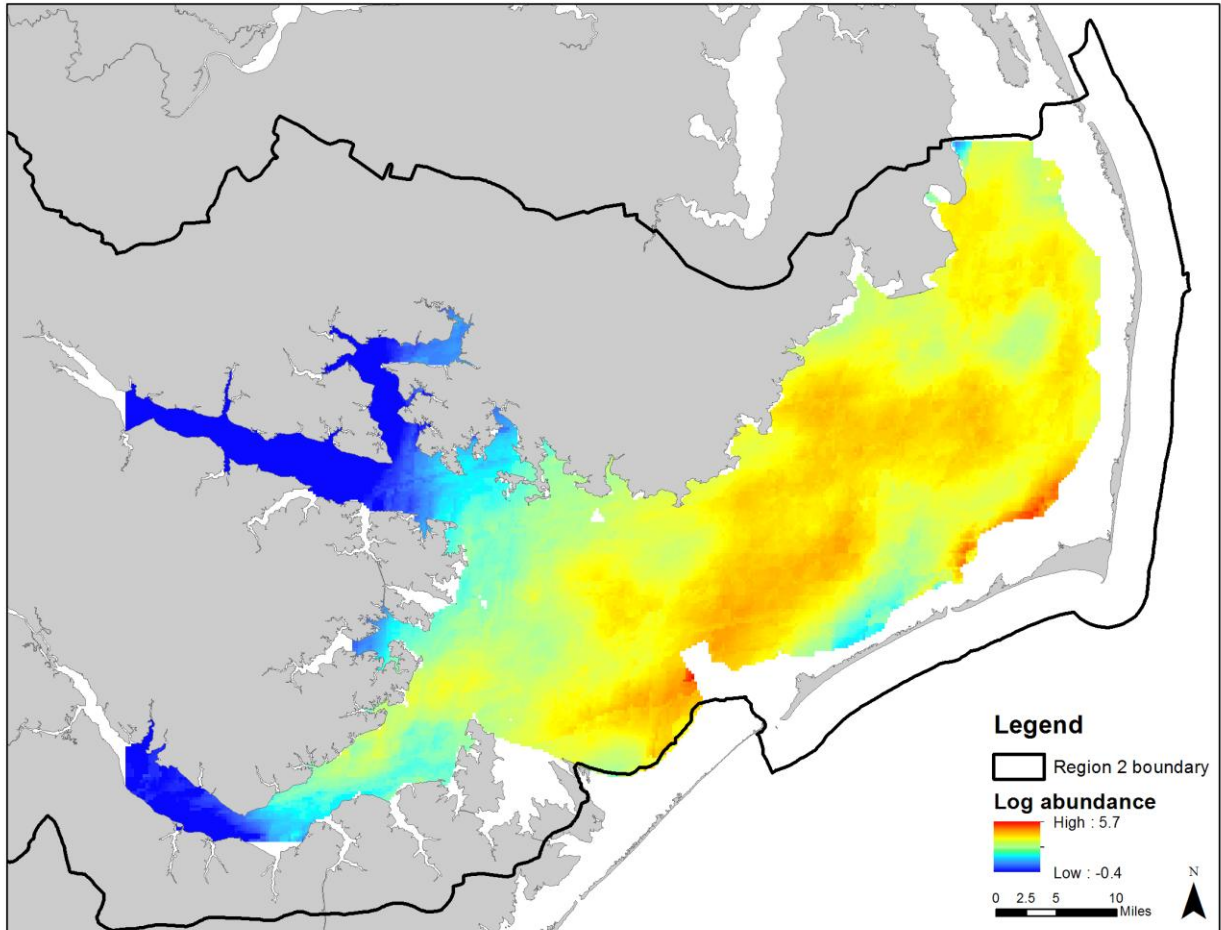 Legend
Region 2 boundary
Log abundance
High : 5.7
Low : -0.4
N
0 2.5 5 10
Miles